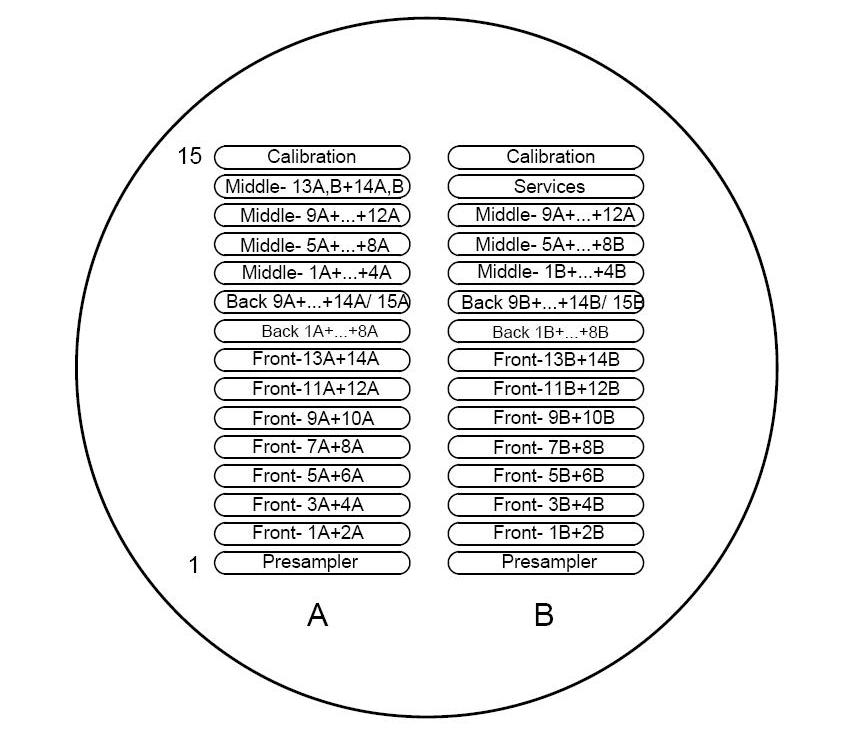 15 Calibration Calibration
Middle- 13A,B+14A,B Services
Middle- 9A+...+12A Middle- 9A+...+12A
Middle- 5A+...+8A Middle- 5A+...+8B
Middle- 1A+...+4A Middle- 1B+...+4B
Back 9A+...+14A/ 15A Back 9B+...+14B/ 15B
Back 1A+...+8A Back 1B+...+8B
Front-13A+14A Front-13B+14B
Front-11A+12A Front-11B+12B
Front- 9A+10A Front- 9B+10B
Front- 7A+8A Front- 7B+8B
Front- 5A+6A Front- 5B+6B
Front- 3A+4A Front- 3B+4B
Front- 1A+2A Front- 1B+2B
1 Presampler Presampler
A B